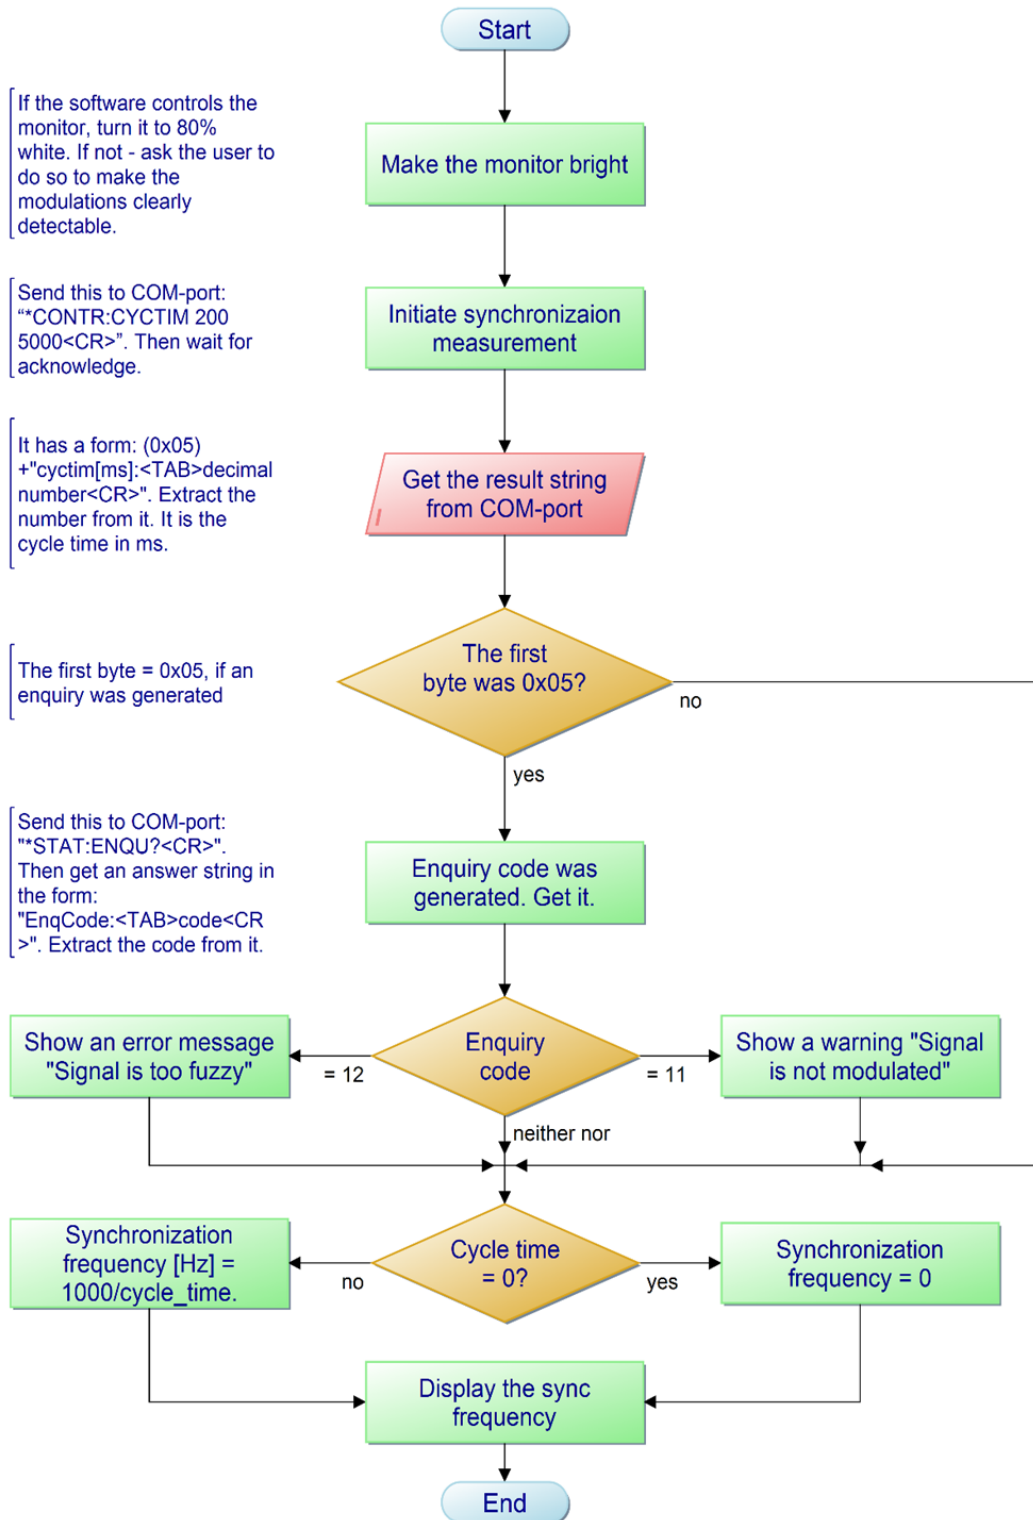 Start
If the software controls the
monitor, turn it to 80%
white. If not - ask the user to
do so to make the
modulations clearly
detectable.
Make the monitor bright
Send this to COM-port:
“*CONTR:CYCTIM 200
5000<CR>”. Then wait for
acknowledge.
Initiate synchronizaion
measurement
It has a form: (0x05)
+"cyctim[ms]:<TAB>decimal
number<CR>". Extract the
number from it. It is the
cycle time in ms.
Get the result string
from COM-port
The first byte = 0x05, if an
enquiry was generated
The first
byte was 0x05?
no
yes
Send this to COM-port:
"*STAT:ENQU?<CR>".
Then get an answer string in
the form:
"EnqCode:<TAB>code<CR
>". Extract the code from it.
Enquiry code was
generated. Get it.
Show an error message
"Signal is too fuzzy"
= 12
Enquiry
code
= 11
Show a warning "Signal
is not modulated"
neither nor
Synchronization
frequency [Hz] =
1000/cycle_time.
no
Cycle time
= 0?
yes
Synchronization
frequency = 0
Display the sync
frequency
End